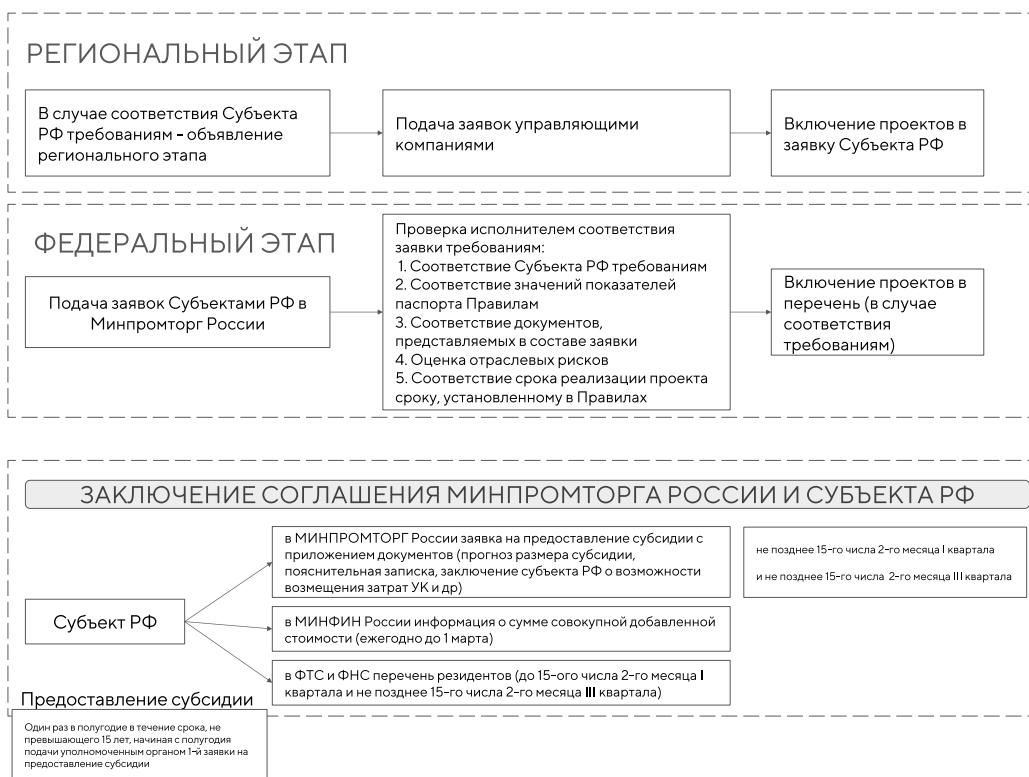 РЕГИОНАЛЬНЫЙ ЭТАП
В случае соответствия Субъекта
РФ требованиям - объявление
регионального этапа
Подача заявок управляющими
компаниями
Включение проектов в
заявку Субъекта РФ
ФЕДЕРАЛЬНЫЙ ЭТАП
Подача заявок Субъектами РФ в
Минпромторг России
Проверка исполнителем соответствия
заявки требованиям:
1. Соответствие Субъекта РФ требованиям
2. Соответствие значений показателей
паспорта Правилам
3. Соответствие документов,
представляемых в составе заявки
4. Оценка отраслевых рисков
5. Соответствие срока реализации проекта
сроку, установленному в Правилах
Включение проектов в
перечень (в случае
соответствия
требованиям)
ЗАКЛЮЧЕНИЕ СОГЛАШЕНИЯ МИНПРОМТОРГА РОССИИ И СУБЪЕКТА РФ
Субъект РФ
в МИНПРОМТОРГ России заявка на предоставление субсидии с
приложением документов (прогноз размера субсидии,
пояснительная записка, заключение субъекта РФ о возможности
возмещения затрат УК и др)
не позднее 15-го числа 2-го месяца I квартала
и не позднее 15-го числа 2-го месяца III квартала
в МИНФИН России информация о сумме совокупной добавленной
стоимости (ежегодно до 1 марта)
в ФТС и ФНС перечень резидентов (до 15-ого числа 2-го месяца I
квартала и не позднее 15-го числа 2-го месяца III квартала)
Предоставление субсидии
Один раз в полугодие в течение срока, не
превышающего 15 лет, начиная с полугодия
подачи уполномоченным органом 1-й заявки на
предоставление субсидии